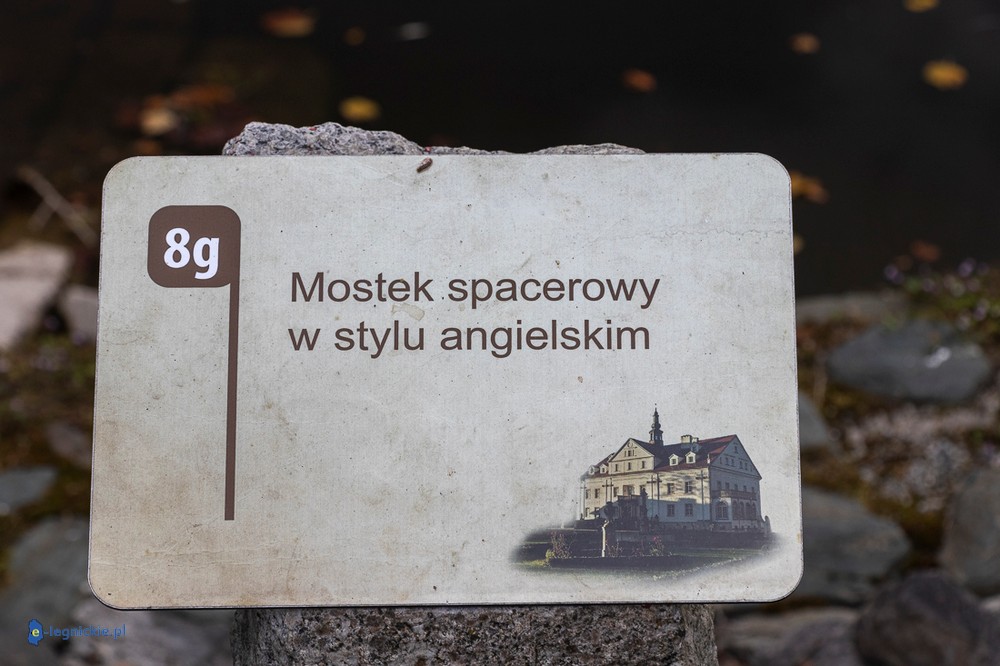 8g
Mostek spacerowy
w stylu angielskim
e-legnickie.pl